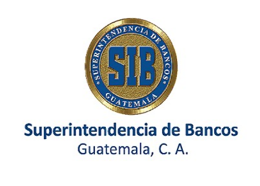 SUPERINTENDENCIA DE BANCOS
SIB
GUATEMALA
Superintendencia de Bancos
Guatemala, C. A.